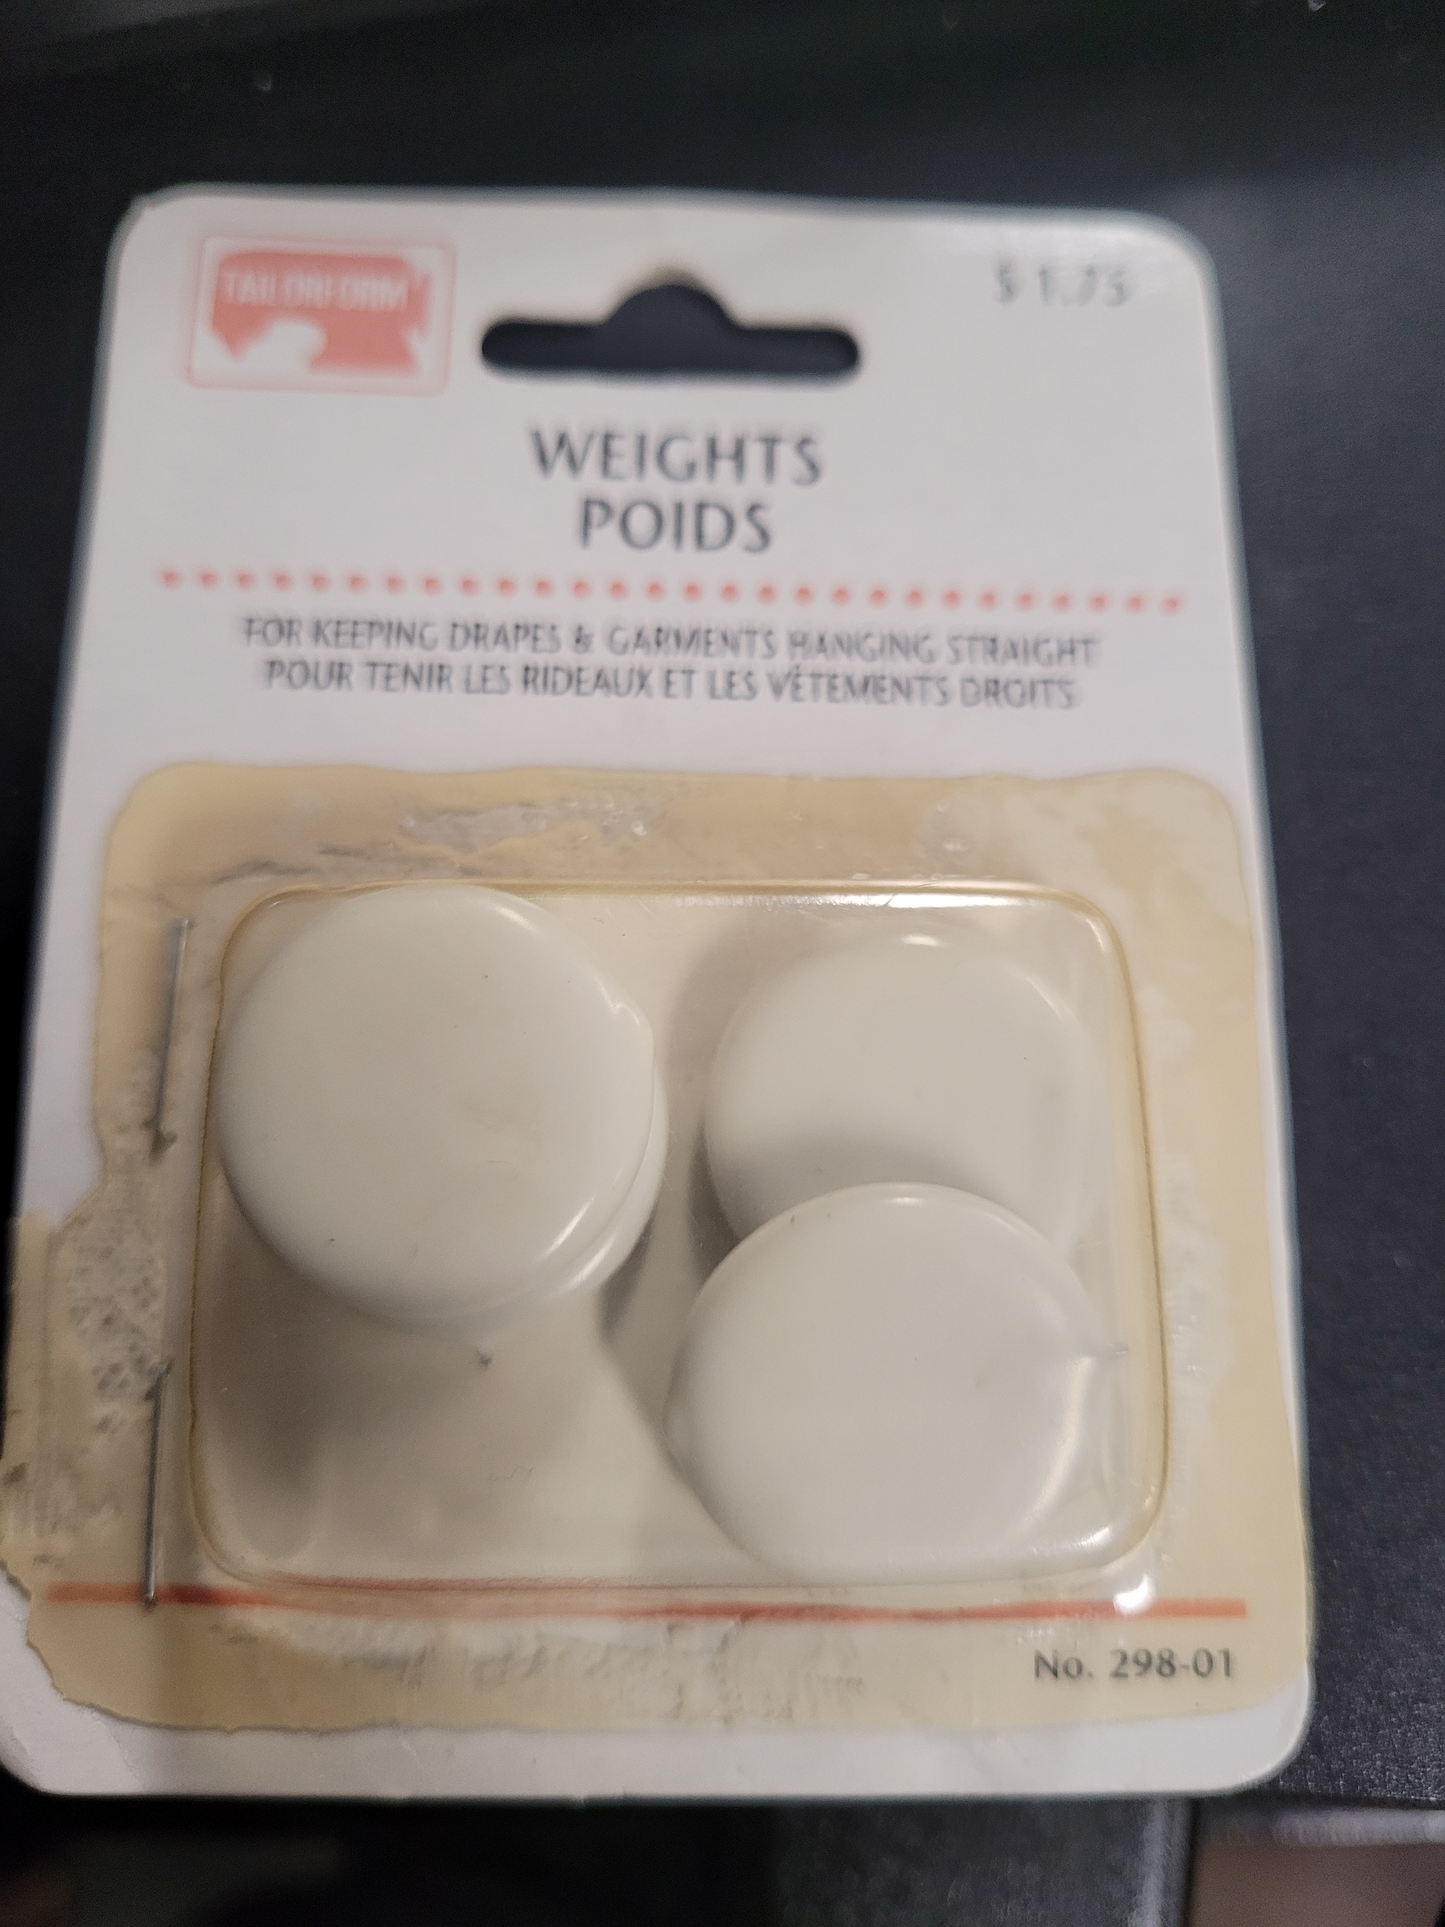 TAILORFORM
$1.75
WEIGHTS
POIDS
FOR KEEPING DRAPES & GARMENTS HANGING STRAIGHT
POUR TENIR LES RIDEAUX ET LES VÊTEMENTS DROITS
No. 298-01